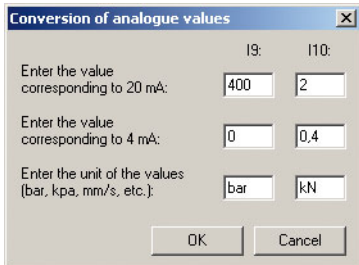 Conversion of analogue values
I9: I10:
Enter the value
corresponding to 20 mA: 400 2
Enter the value
corresponding to 4 mA: 0 0,4
Enter the unit of the values
(bar, kpa, mm/s, etc.): bar kN
OK Cancel